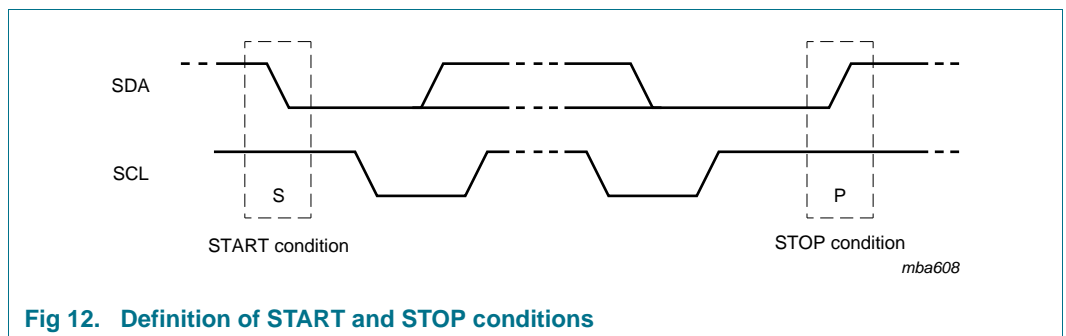 SDA
SCL
S
P
START condition
STOP condition
mba608
Fig 12. Definition of START and STOP conditions